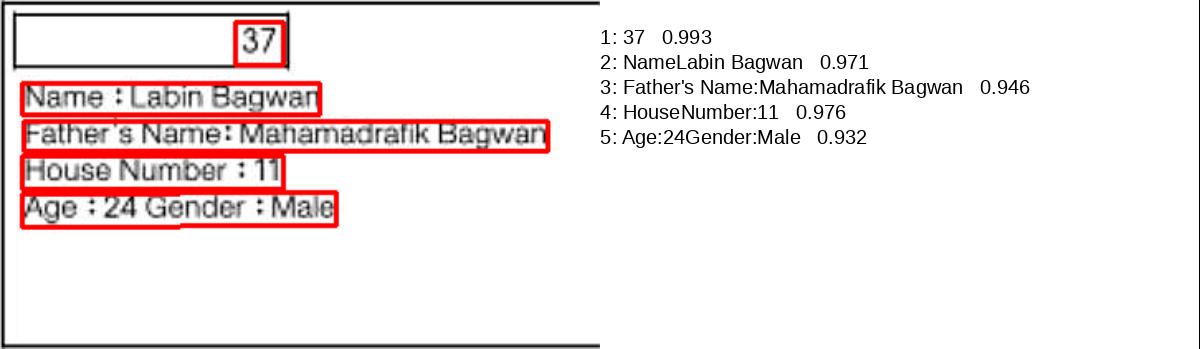 37
Name : Labin Bagwan
Father's Name: Mahamadrafik Bagwan
House Number : 11
Age : 24 Gender : Male
1: 37 0.993
2: NameLabin Bagwan 0.971
3: Father's Name:Mahamadrafik Bagwan 0.946
4: HouseNumber:11 0.976
5: Age:24Gender:Male 0.932